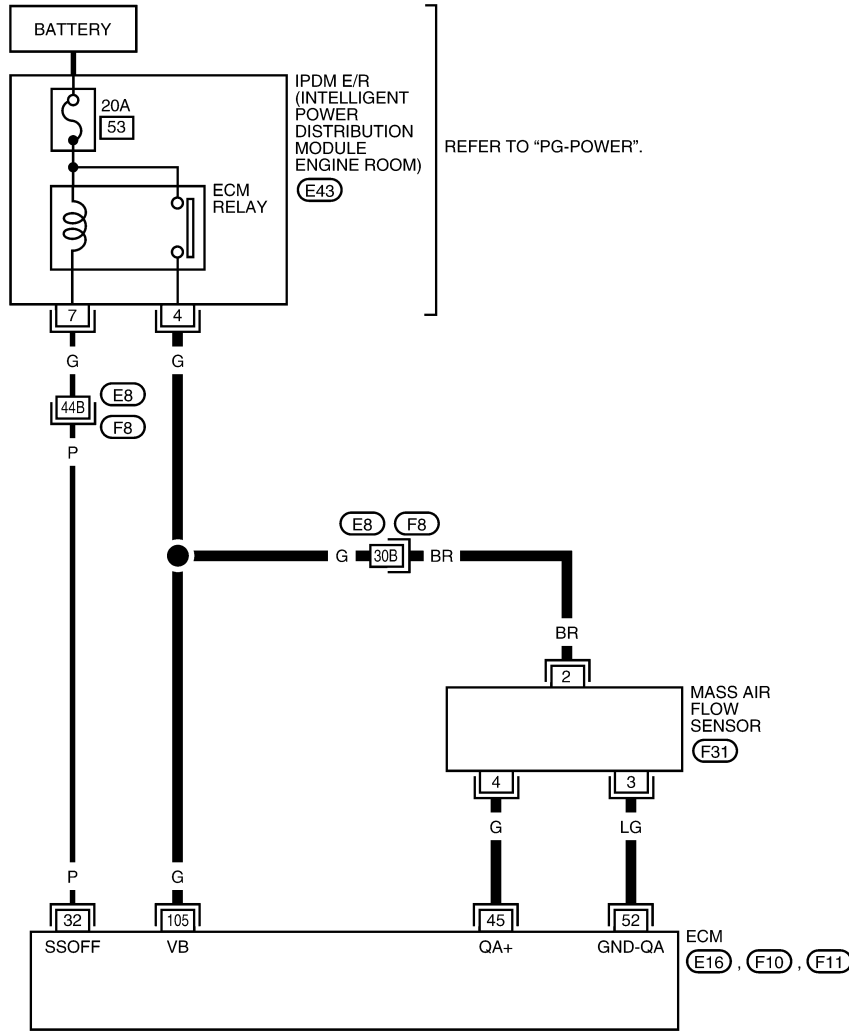 BATTERY
20A
53
IPDM E/R
(INTELLIGENT
POWER
DISTRIBUTION
MODULE
ENGINE ROOM)
E43
REFER TO “PG-POWER”.
ECM
RELAY
7
4
G
G
44B
E8
F8
P
E8
F8
G
30B
BR
BR
2
MASS AIR
FLOW
SENSOR
F31
4
3
G
LG
P
G
32
105
45
52
SSOFF
VB
QA+
GND-QA
ECM
E16 , F10 , F11